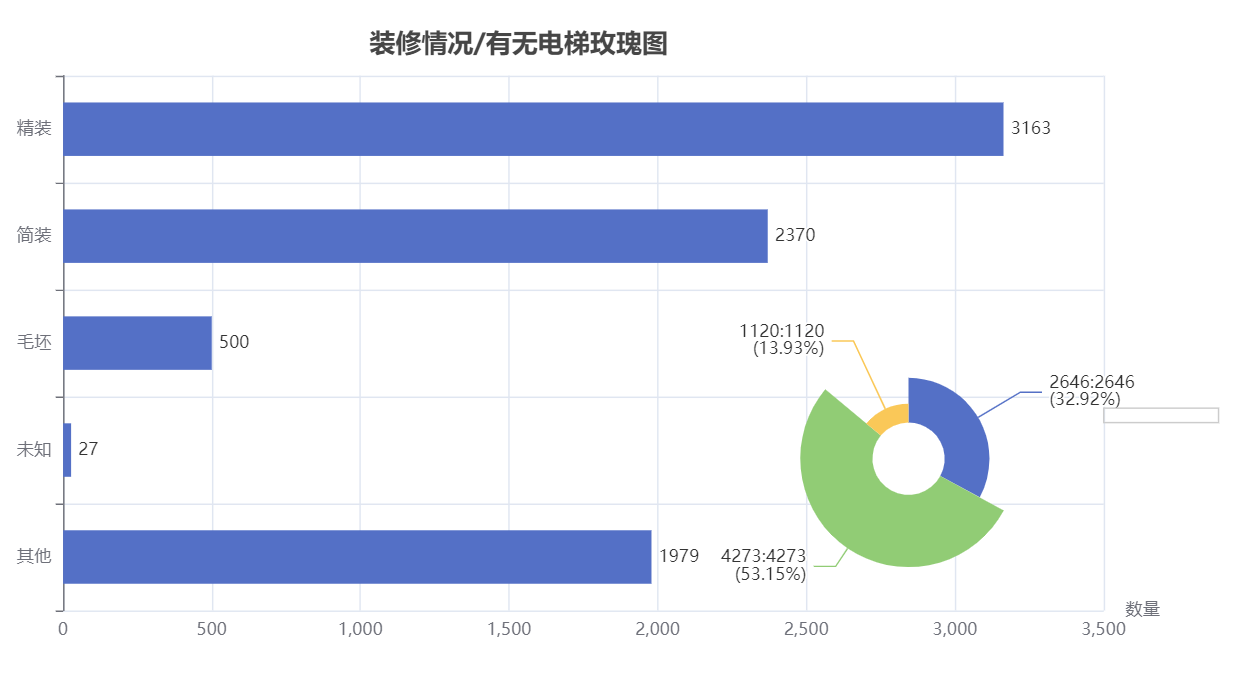 装修情况/有无电梯玫瑰图
精装
3163
简装
2370
毛坯
500
未知
27
其他
1979
1120:1120
(13.93%)
2646:2646
(32.92%)
4273:4273
(53.15%)
数量
0
500
1,000
1,500
2,000
2,500
3,000
3,500